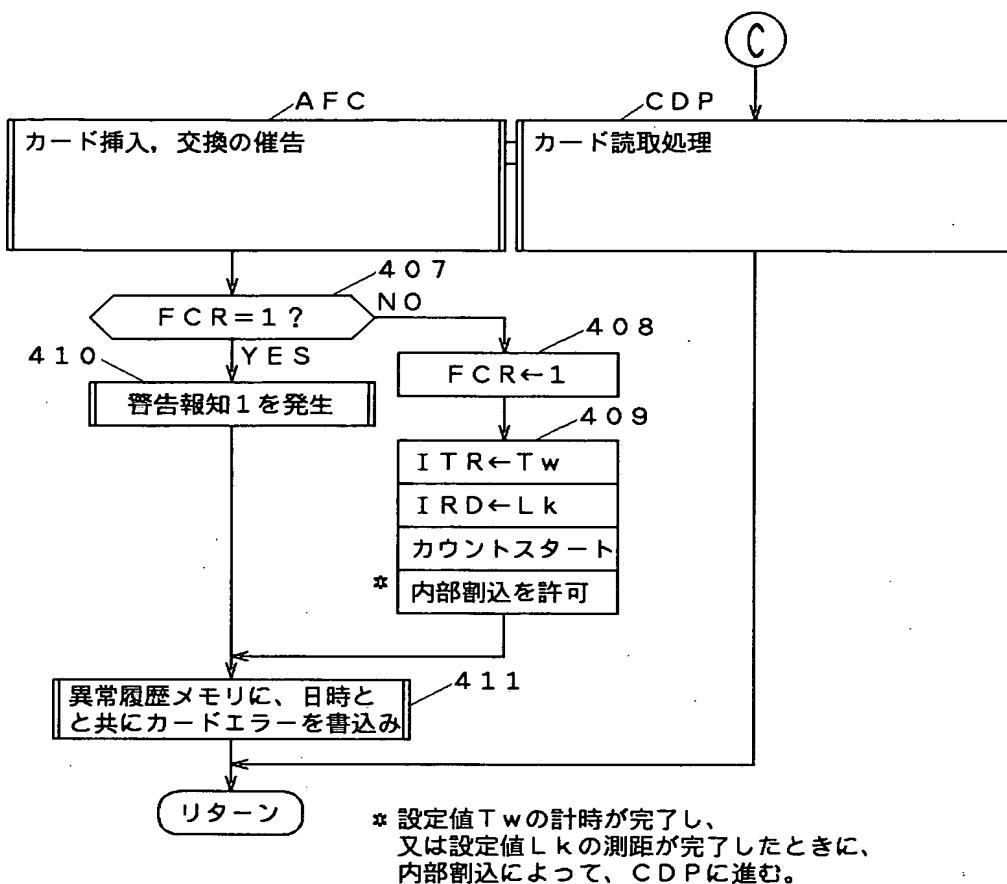 C
AFC
CDP
カード挿入，交換の催告
カード読取処理
407
FCR=1?
NO
YES
408
FCR←1
410
警告報知1を発生
409
ITR←Tw
IRD←Lk
カウントスタート
* 内部割込を許可
411
異常履歴メモリに、日時と
と共にカードエラーを書込み
リターン
* 設定値Twの計時が完了し、
又は設定値Lkの測距が完了したときに、
内部割込によって、CDPに進む。